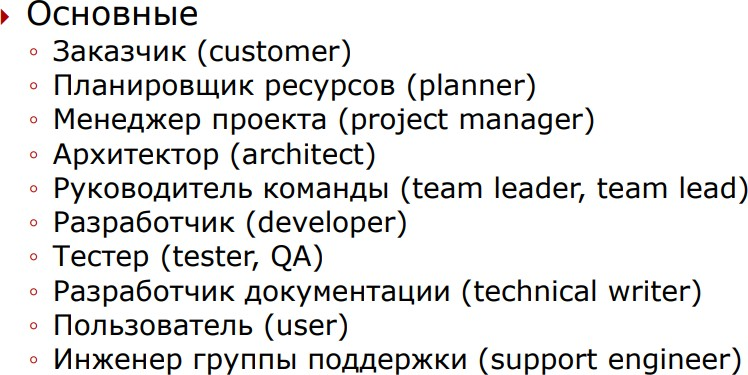 Основные
Заказчик (customer)
Планировщик ресурсов (planner)
Менеджер проекта (project manager)
Архитектор (architect)
Руководитель команды (team leader, team lead)
Разработчик (developer)
Тестер (tester, QA)
Разработчик документации (technical writer)
Пользователь (user)
Инженер группы поддержки (support engineer)